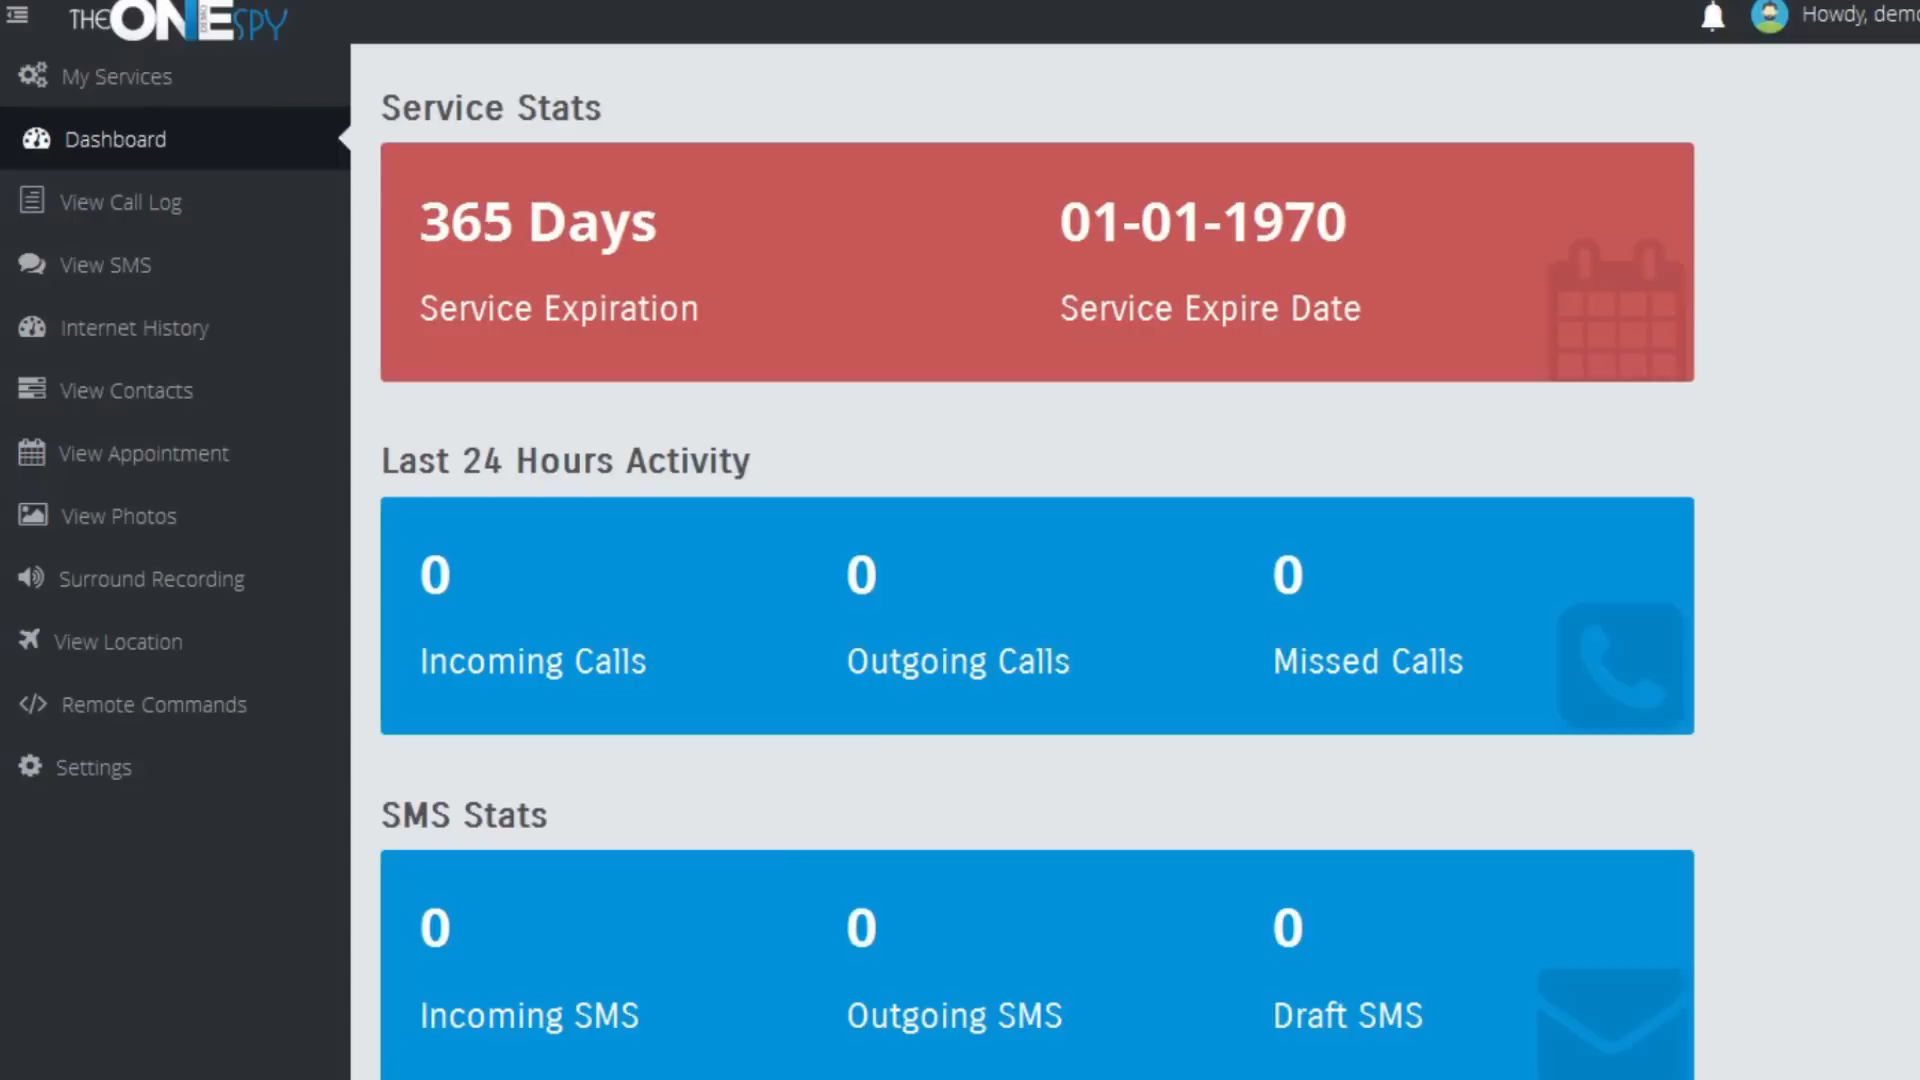 THE ONE SPY
Howdy, demo
My Services
Dashboard
View Call Log
View SMS
Internet History
View Contacts
View Appointment
View Photos
Surround Recording
View Location
Remote Commands
Settings
Service Stats
365 Days
01-01-1970
Service Expiration
Service Expire Date
Last 24 Hours Activity
0 0 0
Incoming Calls
Outgoing Calls
Missed Calls
SMS Stats
0 0 0
Incoming SMS
Outgoing SMS
Draft SMS